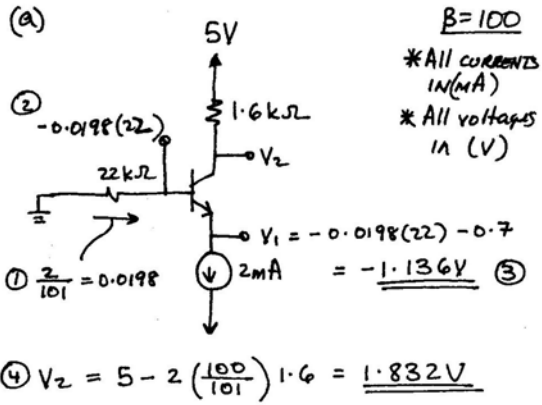 (a)
β=100
5V
*All CURRENTS
IN(mA)
*All voltages
in (V)
②
-0.0198(22)
1.6kΩ
V2
22kΩ
① 2/101 = 0.0198
V1 = -0.0198(22) - 0.7
2mA
= -1.136V ③
④ V2 = 5 - 2 (100/101) 1.6 = 1.832V